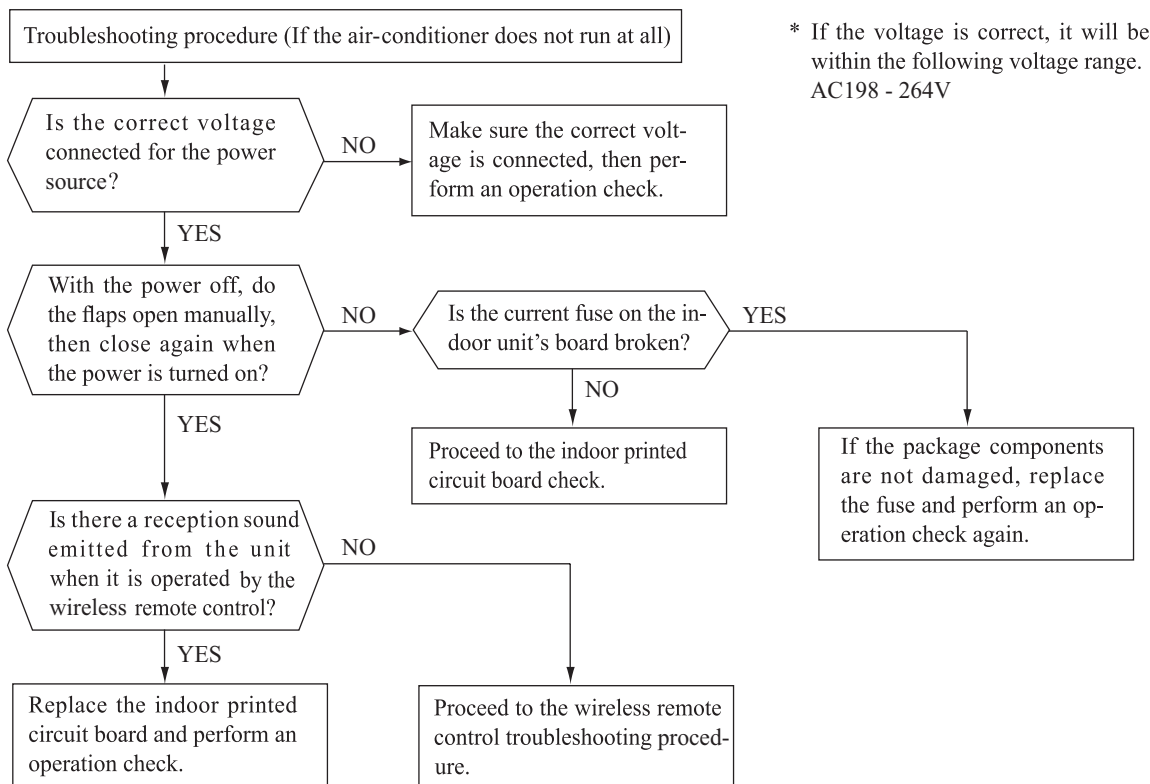 Troubleshooting procedure (If the air-conditioner does not run at all)
* If the voltage is correct, it will be
within the following voltage range.
AC198 - 264V
Is the correct voltage
connected for the power
source?
NO
Make sure the correct volt-
age is connected, then per-
form an operation check.
YES
With the power off, do
the flaps open manually,
then close again when
the power is turned on?
NO
Is the current fuse on the in-
door unit's board broken?
YES
NO
YES
Proceed to the indoor printed
circuit board check.
If the package components
are not damaged, replace
the fuse and perform an op-
eration check again.
Is there a reception sound
emitted from the unit
when it is operated by the
wireless remote control?
NO
YES
Replace the indoor printed
circuit board and perform an
operation check.
Proceed to the wireless remote
control troubleshooting proced-
ure.